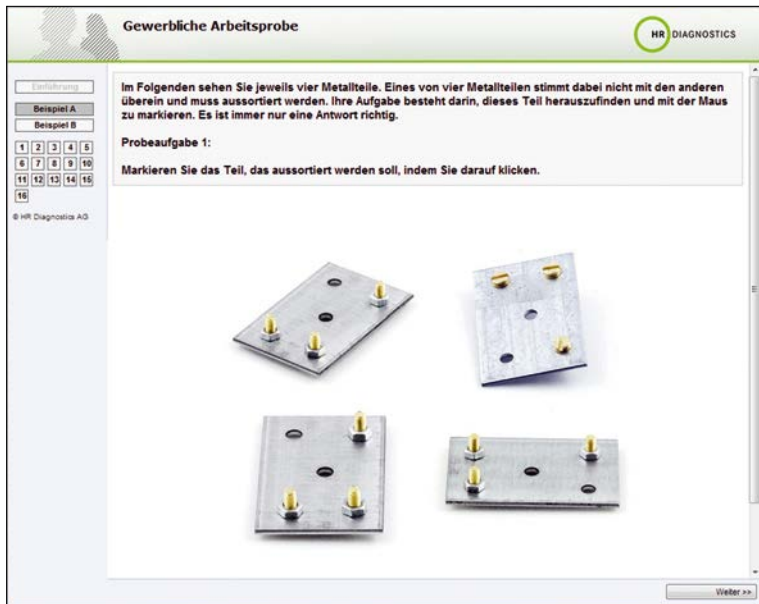 Gewerbliche Arbeitsprobe
HR DIAGNOSTICS
Einführung
Beispiel A
Beispiel B
1 2 3 4 5
6 7 8 9 10
11 12 13 14 15
16
© HR Diagnostics AG
Im Folgenden sehen Sie jeweils vier Metallteile. Eines von vier Metallteilen stimmt dabei nicht mit den anderen
überein und muss aussortiert werden. Ihre Aufgabe besteht darin, dieses Teil herauszufinden und mit der Maus
zu markieren. Es ist immer nur eine Antwort richtig.
Probeaufgabe 1:
Markieren Sie das Teil, das aussortiert werden soll, indem Sie darauf klicken.
Weiter >>